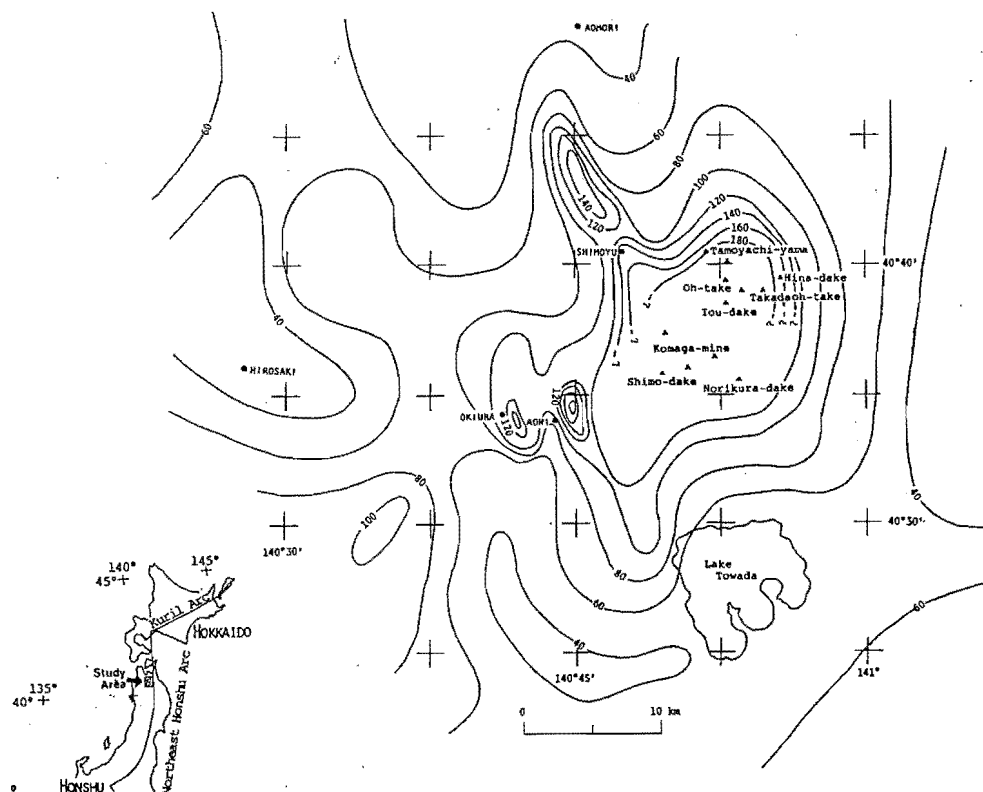 AOMORI
40
60
60
80
100
120
140
160
180
140
120
SHIMOYU
Tamoyachi-yama
40°40'
Hina-dake
Oh-take
Takadaoh-take
Tou-dake
?
?
?
?
?
?
Komaga-mine
Shimo-dake
Norikura-dake
40
HIROSAKI
120
OKIURA
120
AONI
80
100
80
40
40°30'
140°30'
Lake
Towada
60
60
40
140°45'
141°
0
10 km
140°
145°
45°
Kuril Arc
HOKKAIDO
Study
Area
135°
40°
Northeast Honshu Arc
HONSHU